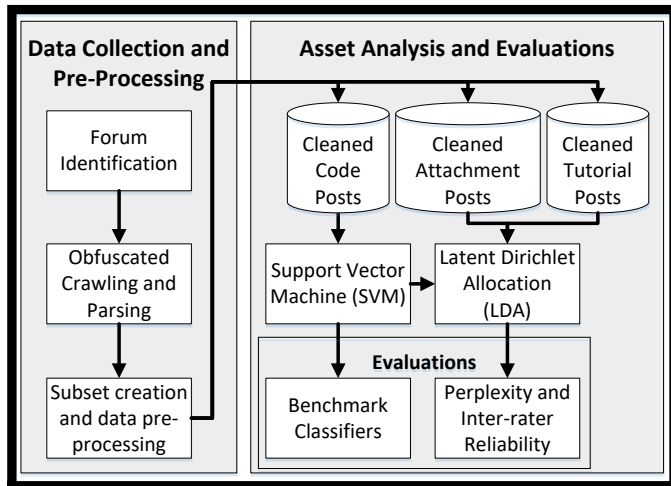 Data Collection and
Pre-Processing
Forum
Identification
Obfuscated
Crawling and
Parsing
Subset creation
and data pre-
processing
Asset Analysis and Evaluations
Cleaned
Code
Posts
Cleaned
Attachment
Posts
Cleaned
Tutorial
Posts
Support Vector
Machine (SVM)
Latent Dirichlet
Allocation
(LDA)
Evaluations
Benchmark
Classifiers
Perplexity and
Inter-rater
Reliability